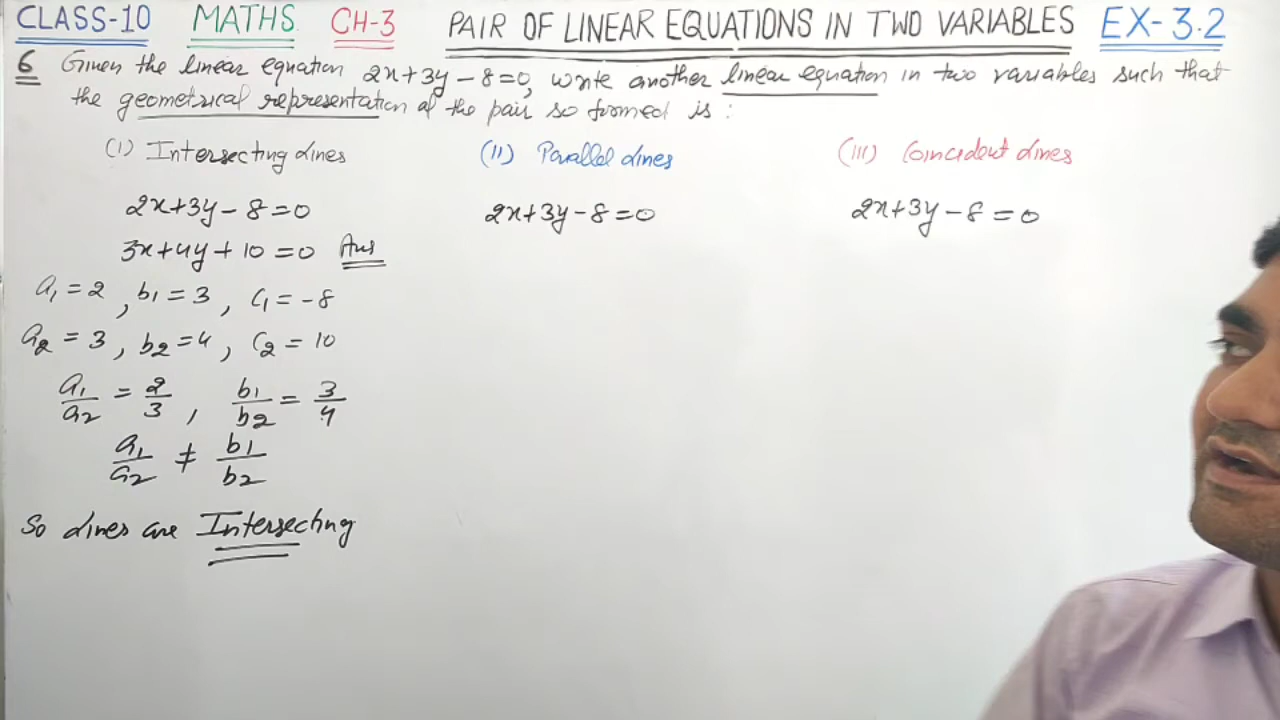 CLASS-10 MATHS CH-3 PAIR OF LINEAR EQUATIONS IN TWO VARIABLES EX-3.2
6 Given the linear equation 2x+3y-8=0, write another linear equation in two variables such that
the geometrical representation of the pair so formed is:
(i) Intersecting Lines
2x+3y-8=0
3x+4y+10=0 Ans
a₁=2, b₁=3, c₁=-8
a₂=3, b₂=4, c₂=10
a₁/a₂ = 2/3, b₁/b₂ = 3/4
a₁/a₂ ≠ b₁/b₂
So Lines are Intersecting
(ii) Parallel Lines
2x+3y-8=0
(iii) Coincident Lines
2x+3y-8=0